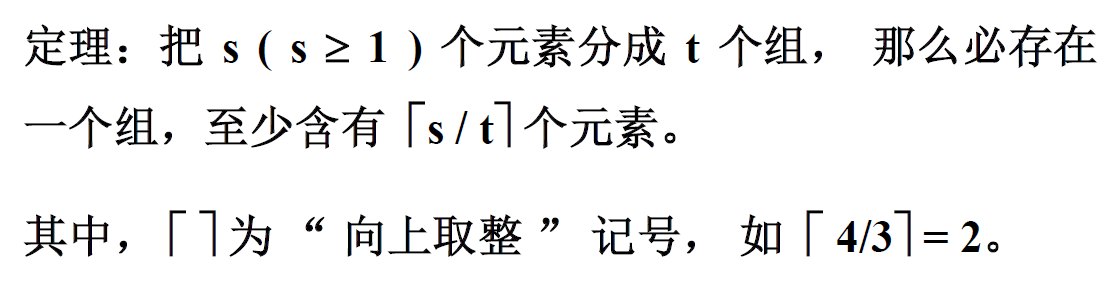 定理：把 s ( s ≥ 1 ) 个元素分成 t 个组， 那么必存在
一个组，至少含有⌈s / t⌉个元素。
其中，⌈ ⌉为 “ 向上取整 ” 记号， 如⌈ 4/3⌉= 2。